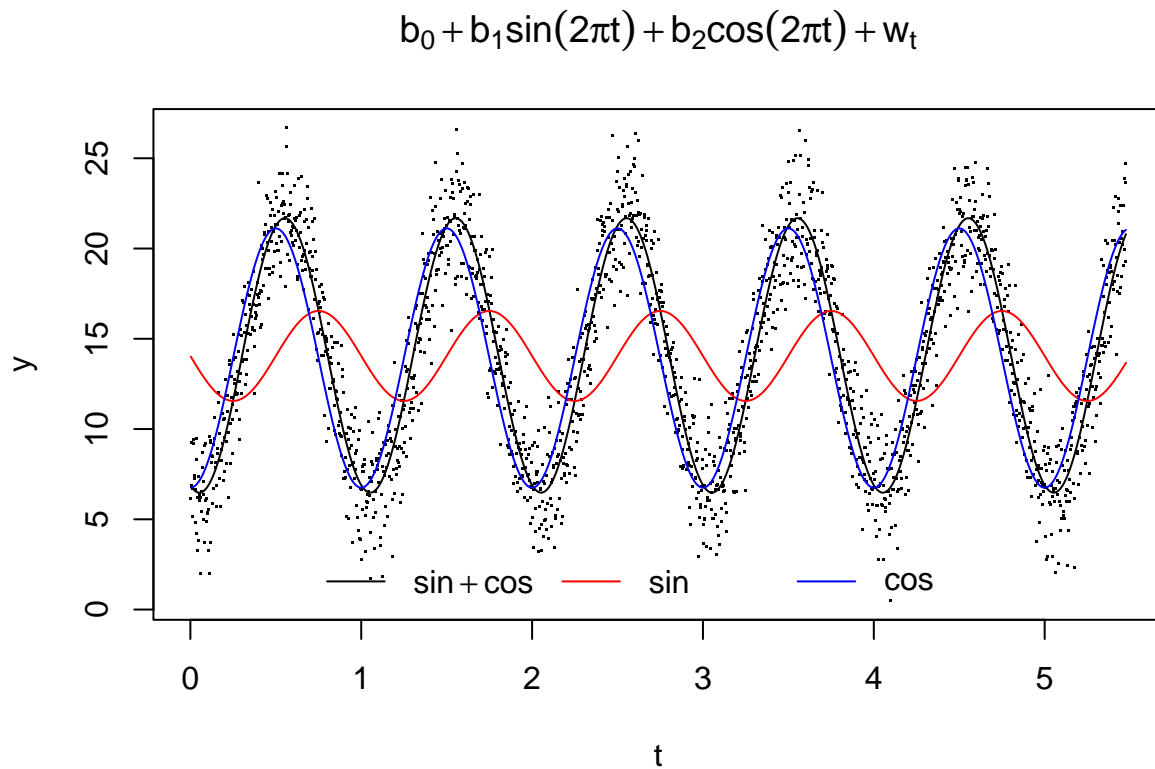 b₀ + b₁sin(2πt) + b₂cos(2πt) + wₜ
25
20
15
10
5
0
y
sin + cos sin cos
0 1 2 3 4 5
t